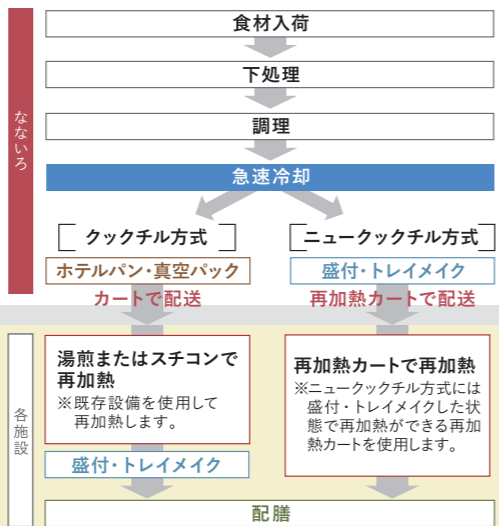 なないろ
食材入荷
下処理
調理
急速冷却
クックチル方式
ホテルパン・真空パック
カートで配送
ニュークックチル方式
盛付・トレイメイク
再加熱カートで配送
各施設
湯煎またはスチコンで
再加熱
※既存設備を使用して
再加熱します。
盛付・トレイメイク
再加熱カートで再加熱
※ニュークックチル方式には
盛付・トレイメイクした状
態で再加熱ができる再加
熱カートを使用します。
配膳